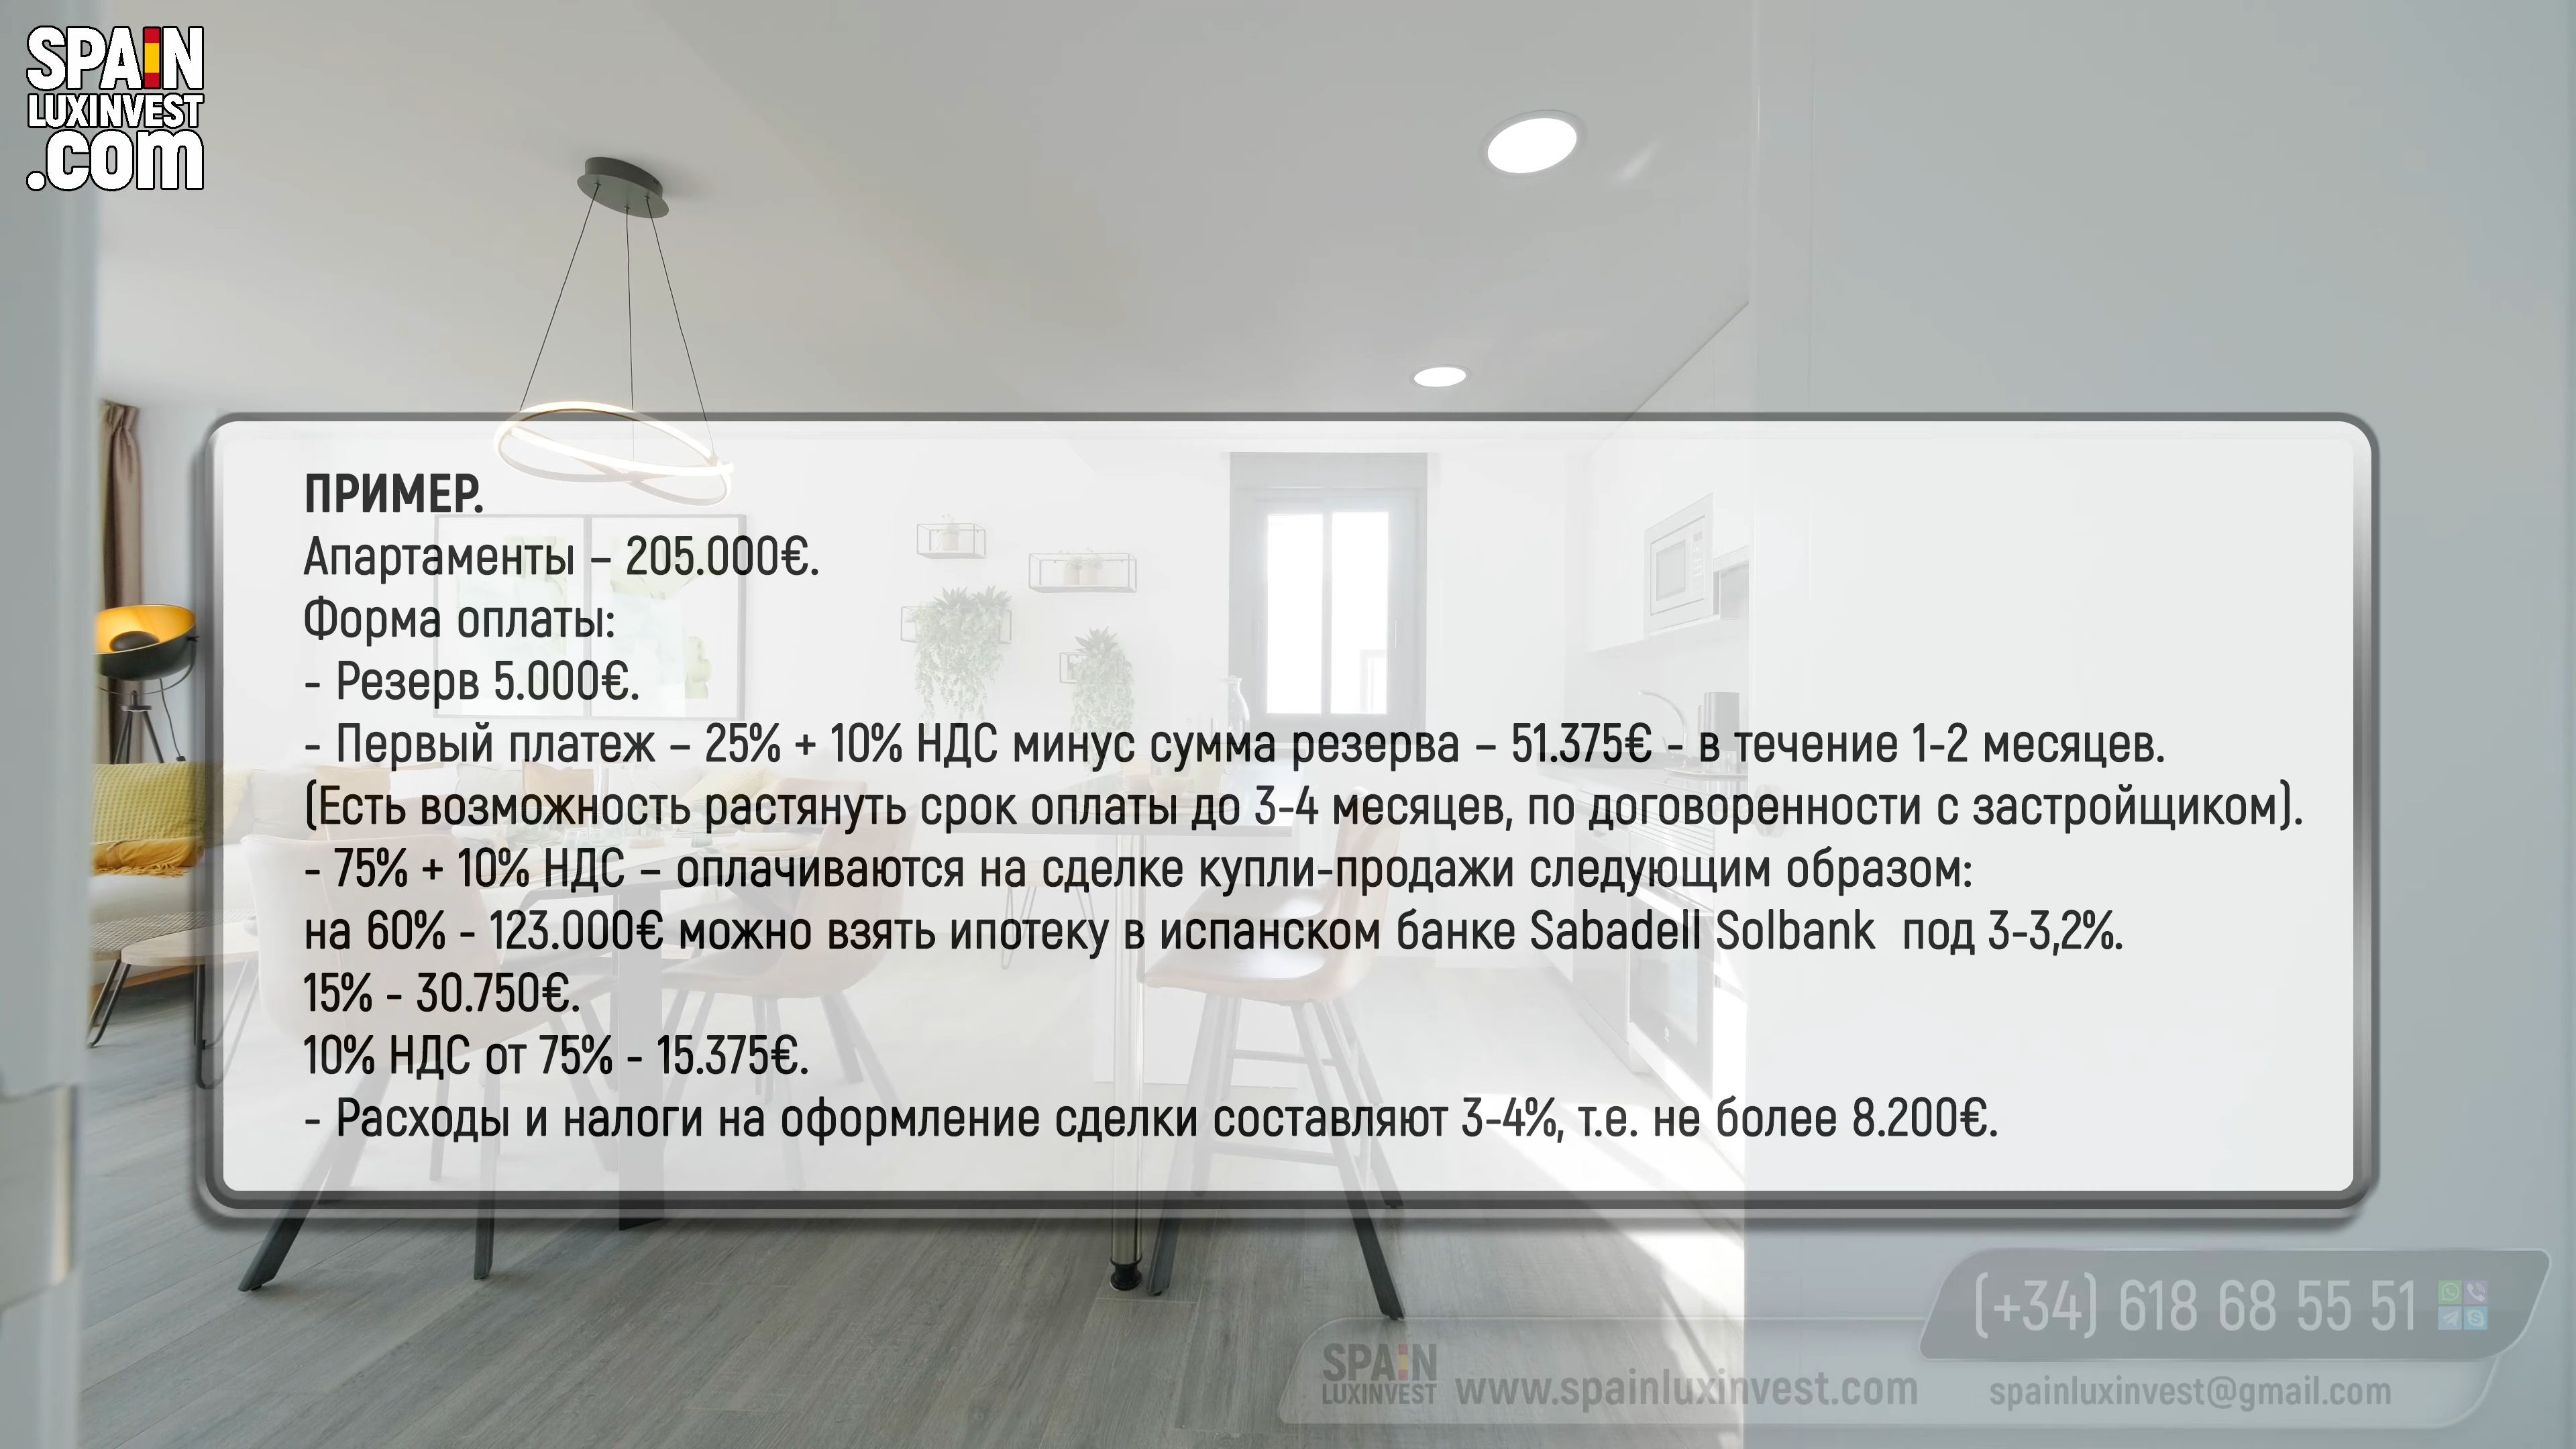 SPAIN
LUXINVEST
.com
ПРИМЕР.
Апартаменты – 205.000€.
Форма оплаты:
- Резерв 5.000€.
- Первый платеж – 25% + 10% НДС минус сумма резерва – 51.375€ - в течение 1-2 месяцев.
(Есть возможность растянуть срок оплаты до 3-4 месяцев, по договоренности с застройщиком).
- 75% + 10% НДС – оплачиваются на сделке купли-продажи следующим образом:
на 60% - 123.000€ можно взять ипотеку в испанском банке Sabadell Solbank под 3-3,2%.
15% - 30.750€.
10% НДС от 75% - 15.375€.
- Расходы и налоги на оформление сделки составляют 3-4%, т.е. не более 8.200€.
(+34) 618 68 55 51
SPAIN
LUXINVEST
www.spainluxinvest.com
spainluxinvest@gmail.com